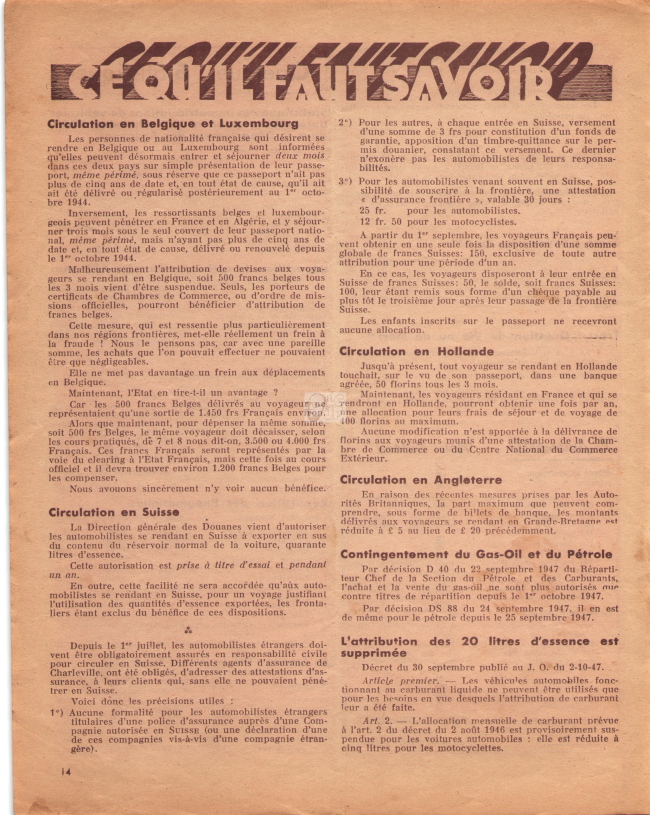 CE QU'IL FAUT SAVOIR
Circulation en Belgique et Luxembourg
Les personnes de nationalité française qui désirent se
rendre en Belgique ou au Luxembourg sont informées
qu'elles peuvent désormais entrer et séjourner deux mois
dans ces deux pays sur simple présentation de leur passe-
port, même périmé, sous réserve que ce passeport n'ait pas
plus de cinq ans de date et, en tout état de cause, qu'il ait
ait été délivré ou régularisé postérieurement au 1er octo-
bre 1944.
Inversement, les ressortissants belges et luxembour-
geois peuvent pénétrer en France et en Algérie, et y séjour-
ner trois mois sous le seul couvert de leur passeport natio-
nal, même périmé, mais n'ayant pas plus de cinq ans de
date et, en tout état de cause, délivré ou renouvelé depuis
le 1er octobre 1944.
Malheureusement l'attribution de devises aux voya-
geurs se rendant en Belgique, soit 500 francs belges tous
les 3 mois vient d'être suspendue. Seuls, les porteurs de
certificats de Chambres de Commerce, ou d'ordre de mis-
sions officielles, pourront bénéficier d'attribution de
francs belges.
Cette mesure, qui est ressentie plus particulièrement
dans nos régions frontières, met-elle réellement un frein à
la fraude ! Nous le pensons pas, car avec une pareille
somme, les achats que l'on pouvait effectuer ne pouvaient
être que négligeables.
Elle ne met pas davantage un frein aux déplacements
en Belgique.
Maintenant, l'Etat en tire-t-il un avantage ?
Car les 500 francs Belges délivrés au voyageur
représentaient qu'une sortie de 1.450 frs Français
Alors que maintenant, pour dépenser la même somme
soit 500 frs Belges, le même voyageur doit décaisser, selon
les cours pratiqués, de 7 et 8 nous dit-on, 3.500 ou 4.000 frs
Français. Ces francs Français seront représentés par la
voie du clearing à l'Etat Français, mais cette fois au cours
officiel et il devra trouver environ 1.200 francs Belges pour
les compenser.
Nous avouons sincèrement n'y voir aucun bénéfice.
Circulation en Suisse
La Direction générale des Douanes vient d'autoriser
les automobilistes se rendant en Suisse à exporter en sus
du contenu du réservoir normal de la voiture, quarante
litres d'essence.
Cette autorisation est prise à titre d'essai et pendant
un an.
En outre, cette facilité ne sera accordée qu'aux auto-
mobilistes se rendant en Suisse, pour un voyage justifiant
l'utilisation des quantités d'essence exportées, les fronta-
liers étant exclus du bénéfice de ces dispositions.
⁂
Depuis le 1er juillet, les automobilistes étrangers doi-
vent être obligatoirement assurés en responsabilité civile
pour circuler en Suisse. Différents agents d'assurance de
Charleville, ont été obligés, d'adresser des attestations d'as-
surance, à leurs clients qui, sans elle ne pouvaient péné-
trer en Suisse.
Voici donc les précisions utiles :
1°) Aucune formalité pour les automobilistes étrangers
titulaires d'une police d'assurance auprès d'une Com-
pagnie autorisée en SUISSE (ou une déclaration d'une
de ces compagnies vis-à-vis d'une compagnie étran-
gère).
2°) Pour les autres, à chaque entrée en Suisse, versement
d'une somme de 3 frs pour constitution d'un fonds de
garantie, apposition d'un timbre-quittance sur le per-
mis douanier, constatant ce versement. Ce dernier
n'exonère pas les automobilistes de leurs responsa-
bilités.
3°) Pour les automobilistes venant souvent en Suisse, pos-
sibilité de souscrire à la frontière, une attestation
« d'assurance frontière », valable 30 jours :
25 fr. pour les automobilistes.
12 fr. 50 pour les motocyclistes.
A partir du 1er septembre, les voyageurs Français peu-
vent obtenir en une seule fois la disposition d'une somme
globale de francs Suisses: 150, exclusive de toute autre
attribution pour une période d'un an.
En ce cas, les voyageurs disposeront à leur entrée en
Suisse de francs Suisses: 50, le solde, soit francs Suisses:
100, leur étant remis sous forme d'un chèque payable au
plus tôt le troisième jour après leur passage de la frontière
Suisse.
Les enfants inscrits sur le passeport ne recevront
aucune allocation.
Circulation en Hollande
Jusqu'à présent, tout voyageur se rendant en Hollande
touchait, sur le vu de son passeport, dans une banque
agréée, 50 florins tous les 3 mois.
Maintenant, les voyageurs résidant en France et qui se
rendront en Hollande, pourront obtenir une fois par an,
une allocation pour leurs frais de séjour et de voyage de
100 florins au maximum.
Aucune modification n'est apportée à la délivrance de
florins aux voyageurs munis d'une attestation de la Cham-
bre de Commerce ou du Centre National du Commerce
Extérieur.
Circulation en Angleterre
En raison des récentes mesures prises par les Auto-
rités Britanniques, la part maximum que peuvent com-
prendre, sous forme de billets de banque, les montants
délivrés aux voyageurs se rendant en Grande-Bretagne est
réduite à £ 5 au lieu de £ 20 précédemment.
Contingentement du Gas-Oil et du Pétrole
Par décision D 40 du 22 septembre 1947 du Réparti-
teur Chef de la Section du Pétrole et des Carburants,
l'achat et la vente du gas-oil ne sont plus autorisés que
contre titres de répartition depuis le 1er octobre 1947.
Par décision DS 88 du 24 septembre 1947, il en est
de même pour le pétrole depuis le 25 septembre 1947.
L'attribution des 20 litres d'essence est
supprimée
Décret du 30 septembre publié au J. O. du 2-10-47.
Article premier. — Les véhicules automobiles fonc-
tionnant au carburant liquide ne peuvent être utilisés que
pour les besoins en vue desquels l'attribution de carburant
leur a été faite.
Art. 2. — L'allocation mensuelle de carburant prévue
à l'art. 2 du décret du 2 août 1946 est provisoirement sus-
pendue pour les voitures automobiles : elle est réduite à
cinq litres pour les motocyclettes.
14